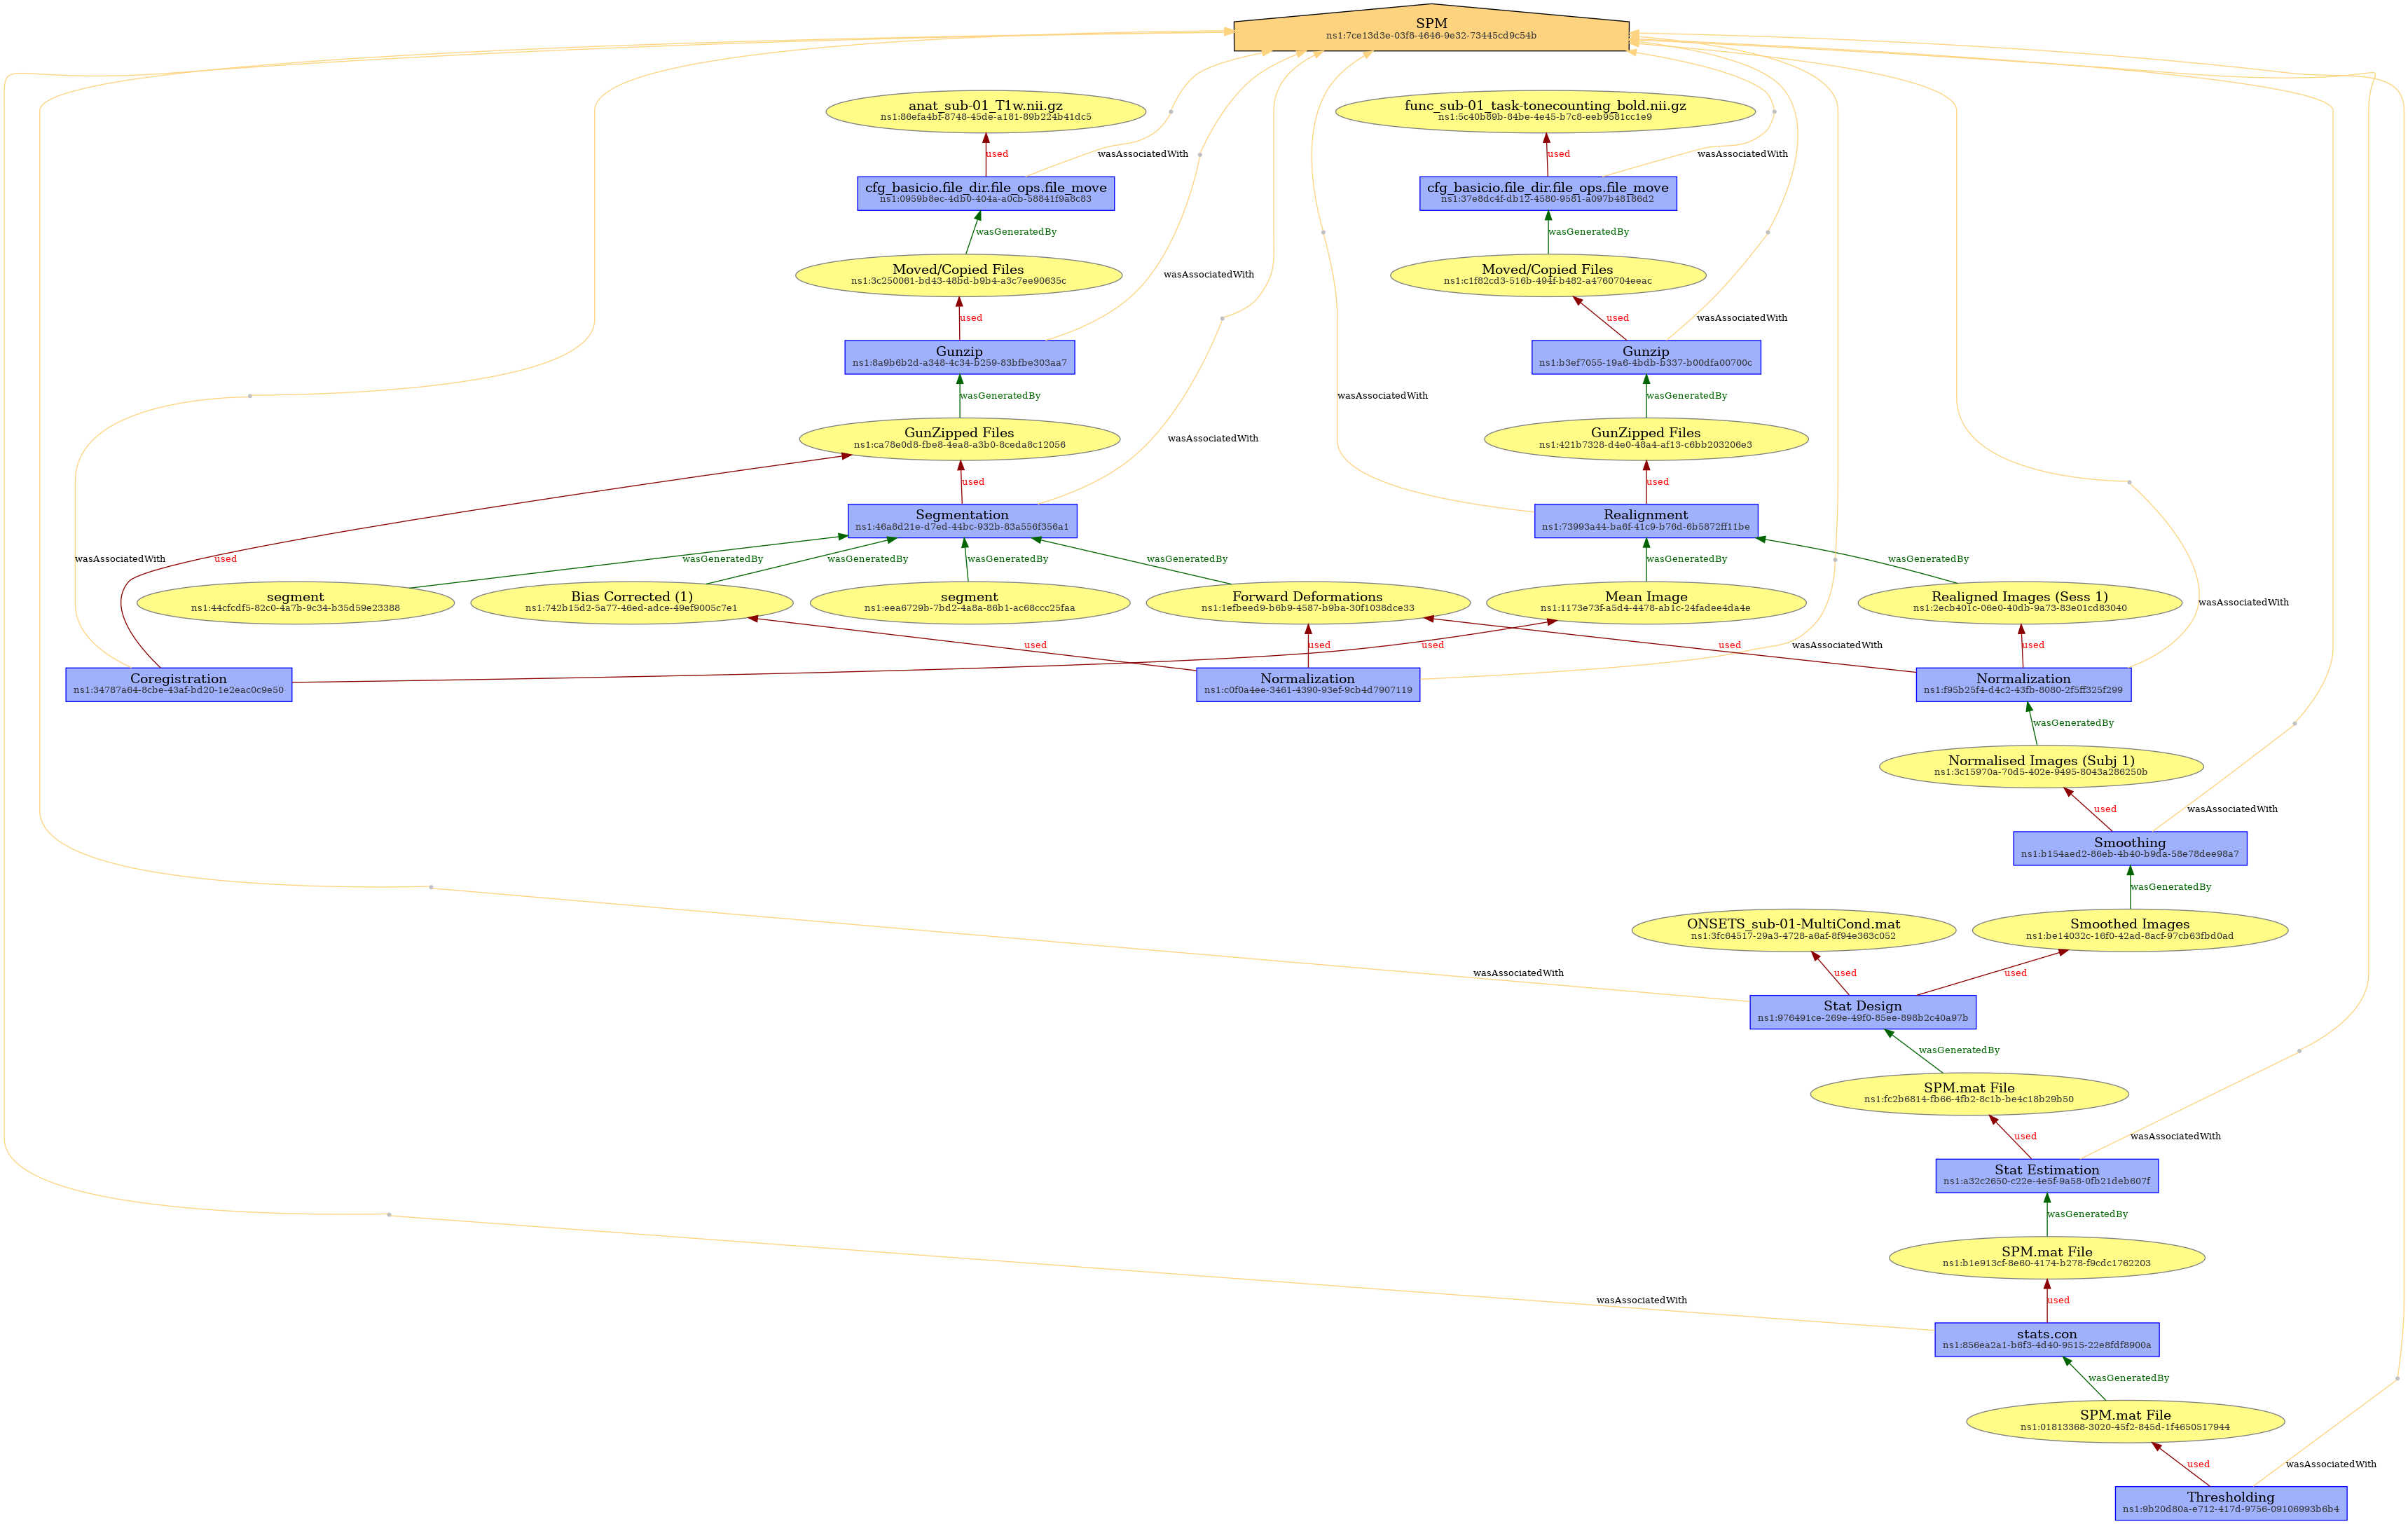 SPM
ns1:7ce13d3e-03f8-4646-9e32-73445cd9c54b
anat_sub-01_T1w.nii.gz
ns1:86efa4bf-8748-45de-a181-89b224b41dc5
func_sub-01_task-tonecounting_bold.nii.gz
ns1:5c40b89b-84be-4e45-b7c8-eeb9581cc1e9
used
wasAssociatedWith
used
wasAssociatedWith
cfg_basicio.file_dir.file_ops.file_move
ns1:0959b8ec-4db0-404a-a0cb-58841f9a8c83
cfg_basicio.file_dir.file_ops.file_move
ns1:37e8dc4f-db12-4580-9581-a097b48186d2
wasGeneratedBy
wasGeneratedBy
Moved/Copied Files
ns1:3c250061-bd43-48bd-b9b4-a3c7ee90635c
wasAssociatedWith
Moved/Copied Files
ns1:c1f82cd3-516b-494f-b482-a4760704eeac
used
used
wasAssociatedWith
Gunzip
ns1:8a9b6b2d-a348-4c34-b259-83bfbe303aa7
Gunzip
ns1:b3ef7055-19a6-4bdb-b337-b00dfa00700c
wasGeneratedBy
wasAssociatedWith
wasGeneratedBy
GunZipped Files
ns1:ca78e0d8-fbe8-4ea8-a3b0-8ceda8c12056
wasAssociatedWith
GunZipped Files
ns1:421b7328-d4e0-48a4-af13-c6bb203206e3
used
used
Segmentation
ns1:46a8d21e-d7ed-44bc-932b-83a556f356a1
Realignment
ns1:73993a44-ba6f-41c9-b76d-6b5872ff11be
wasAssociatedWith
used
wasGeneratedBy
wasGeneratedBy
wasGeneratedBy
wasGeneratedBy
wasGeneratedBy
wasGeneratedBy
segment
ns1:44cfcdf5-82c0-4a7b-9c34-b35d59e23388
Bias Corrected (1)
ns1:742b15d2-5a77-46ed-adce-49ef9005c7e1
segment
ns1:eea6729b-7bd2-4a8a-86b1-ac68ccc25faa
Forward Deformations
ns1:1efbeed9-b6b9-4587-b9ba-30f1038dce33
Mean Image
ns1:1173e73f-a5d4-4478-ab1c-24fadee4da4e
Realigned Images (Sess 1)
ns1:2ecb401c-06e0-40db-9a73-83e01cd83040
wasAssociatedWith
used
used
used
used
wasAssociatedWith
used
Coregistration
ns1:34787a64-8cbe-43af-bd20-1e2eac0c9e50
Normalization
ns1:c0f0a4ee-3461-4390-93ef-9cb4d7907119
Normalization
ns1:f95b25f4-d4c2-43fb-8080-2f5ff325f299
wasGeneratedBy
Normalised Images (Subj 1)
ns1:3c15970a-70d5-402e-9495-8043a286250b
used
wasAssociatedWith
Smoothing
ns1:b154aed2-86eb-4b40-b9da-58e78dee98a7
wasGeneratedBy
ONSETS_sub-01-MultiCond.mat
ns1:3fc64517-29a3-4728-a6af-8f94e363c052
Smoothed Images
ns1:be14032c-16f0-42ad-8acf-97cb63fbd0ad
wasAssociatedWith
used
used
Stat Design
ns1:976491ce-269e-49f0-85ee-898b2c40a97b
wasGeneratedBy
SPM.mat File
ns1:fc2b6814-fb66-4fb2-8c1b-be4c18b29b50
used
wasAssociatedWith
Stat Estimation
ns1:a32c2650-c22e-4e5f-9a58-0fb21deb607f
wasGeneratedBy
SPM.mat File
ns1:b1e913cf-8e60-4174-b278-f9cdc1762203
wasAssociatedWith
used
stats.con
ns1:856ea2a1-b6f3-4d40-9515-22e8fdf8900a
wasGeneratedBy
SPM.mat File
ns1:01813368-3020-45f2-845d-1f4650517944
used
wasAssociatedWith
Thresholding
ns1:9b20d80a-e712-417d-9756-09106993b6b4